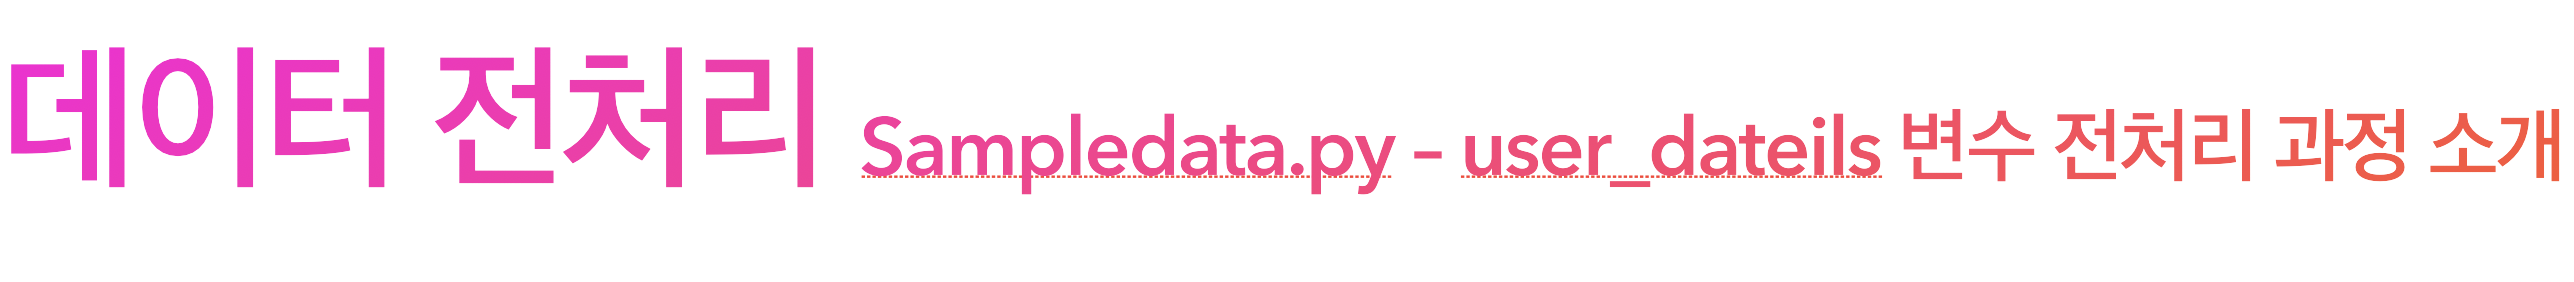 데이터 전처리 Sampledata.py - user_dateils 변수 전처리 과정 소개